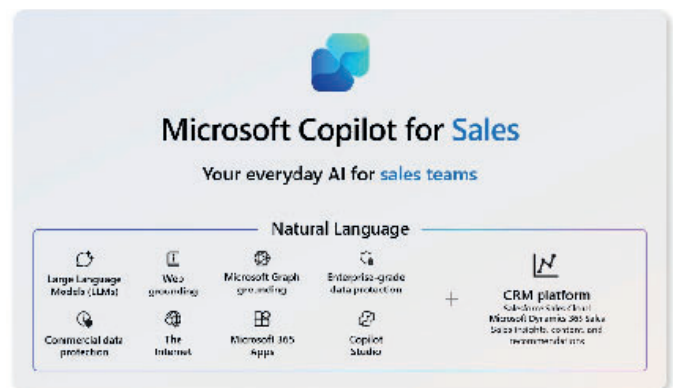 Microsoft Copilot for Sales
Your everyday AI for sales teams
Natural Language
Large Language
Models (LLMs)
Web
grounding
Microsoft Graph
grounding
Enterprise-grade
data protection
Commercial data
protection
The
Internet
Microsoft 365
Apps
Copilot
Studio
+
CRM platform
Salesforce Sales Cloud
Microsoft Dynamics 365 Sales
Sales insights, content, and
recommendations